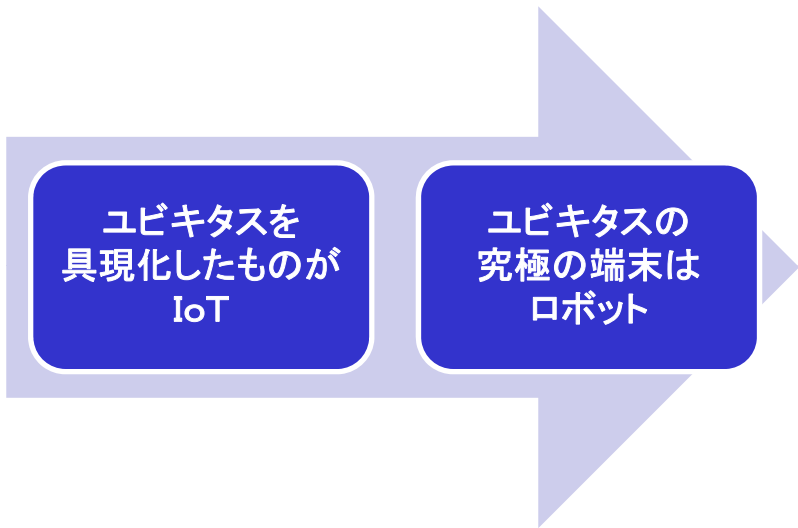 ユビキタスを
具現化したものが
IoT
ユビキタスの
究極の端末は
ロボット